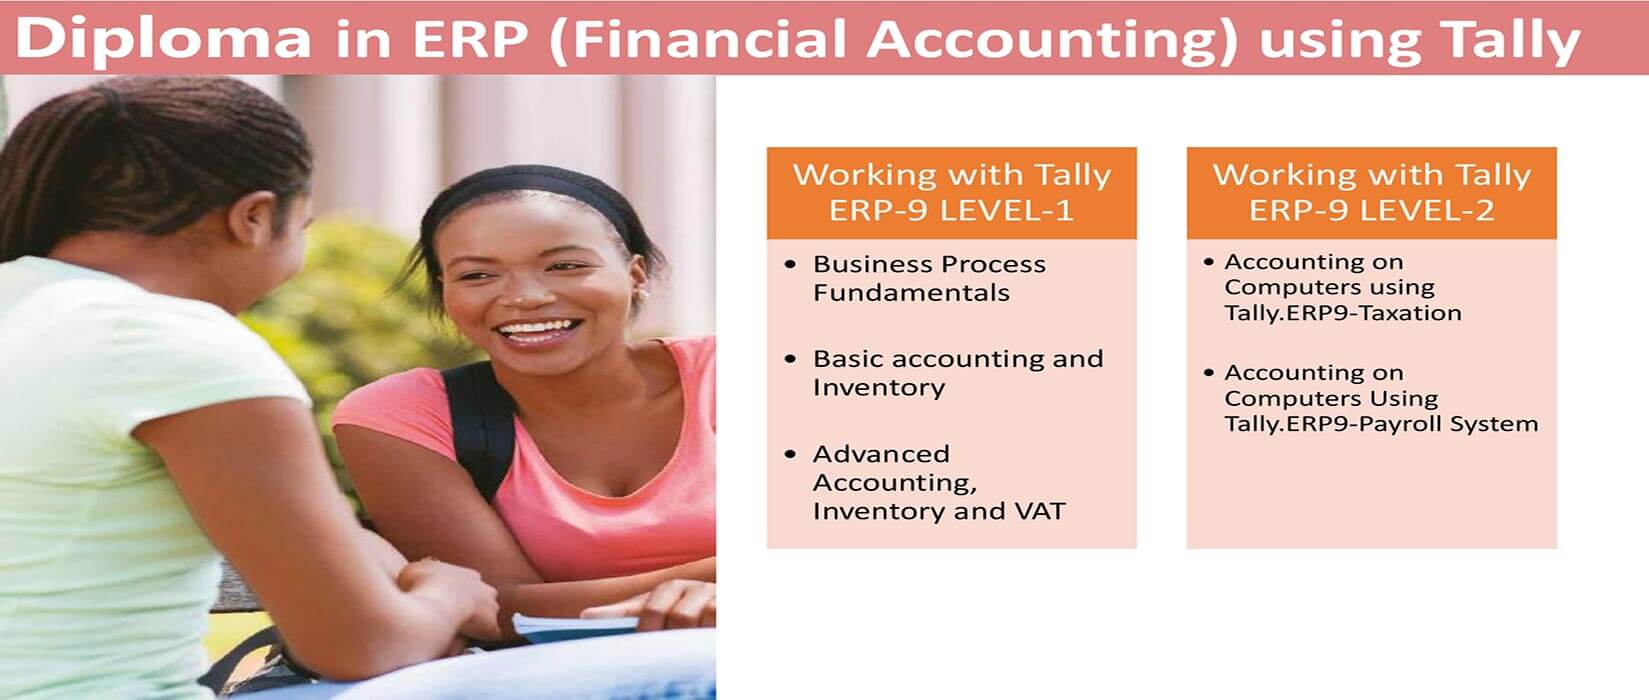 Diploma in ERP (Financial Accounting) using Tally
Working with Tally
ERP-9 LEVEL-1
• Business Process
Fundamentals
• Basic accounting and
Inventory
• Advanced
Accounting,
Inventory and VAT
Working with Tally
ERP-9 LEVEL-2
• Accounting on
Computers using
Tally.ERP9-Taxation
• Accounting on
Computers Using
Tally.ERP9-Payroll System